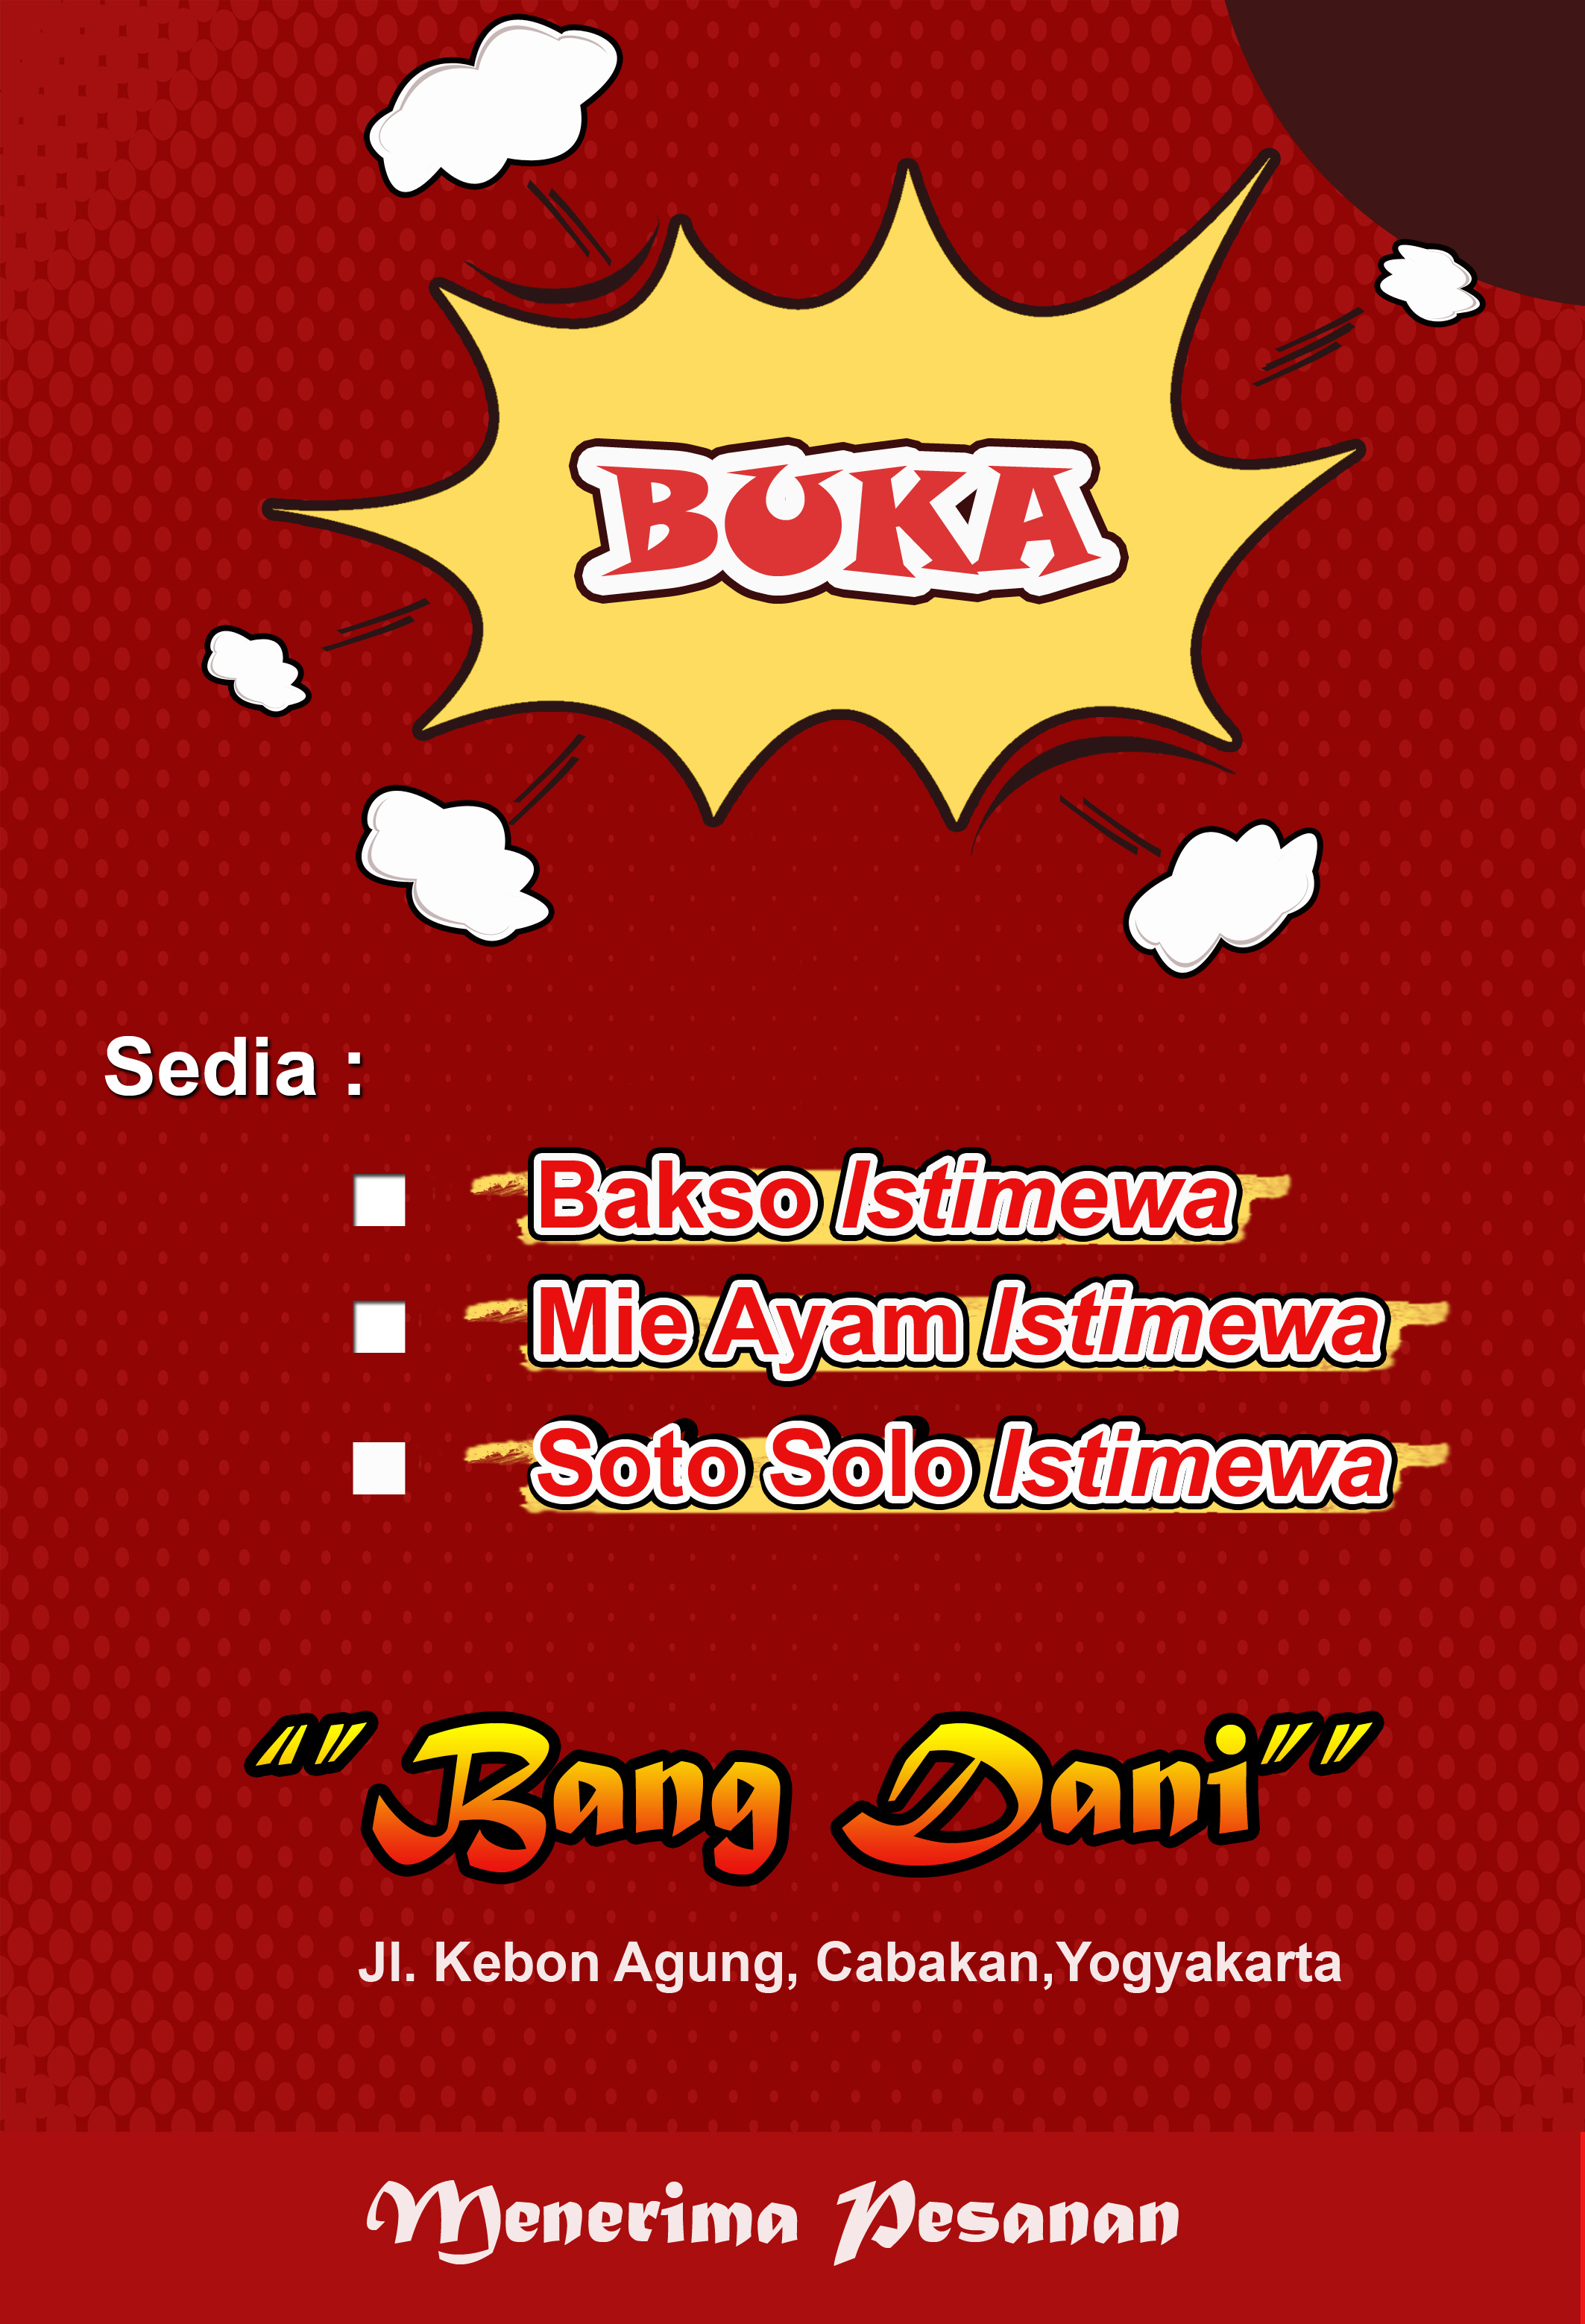 BUKA
Sedia :
Bakso Istimewa
Mie Ayam Istimewa
Soto Solo Istimewa
"" Bang Dani""
Jl. Kebon Agung, Cabakan,Yogyakarta
Menerima Pesanan